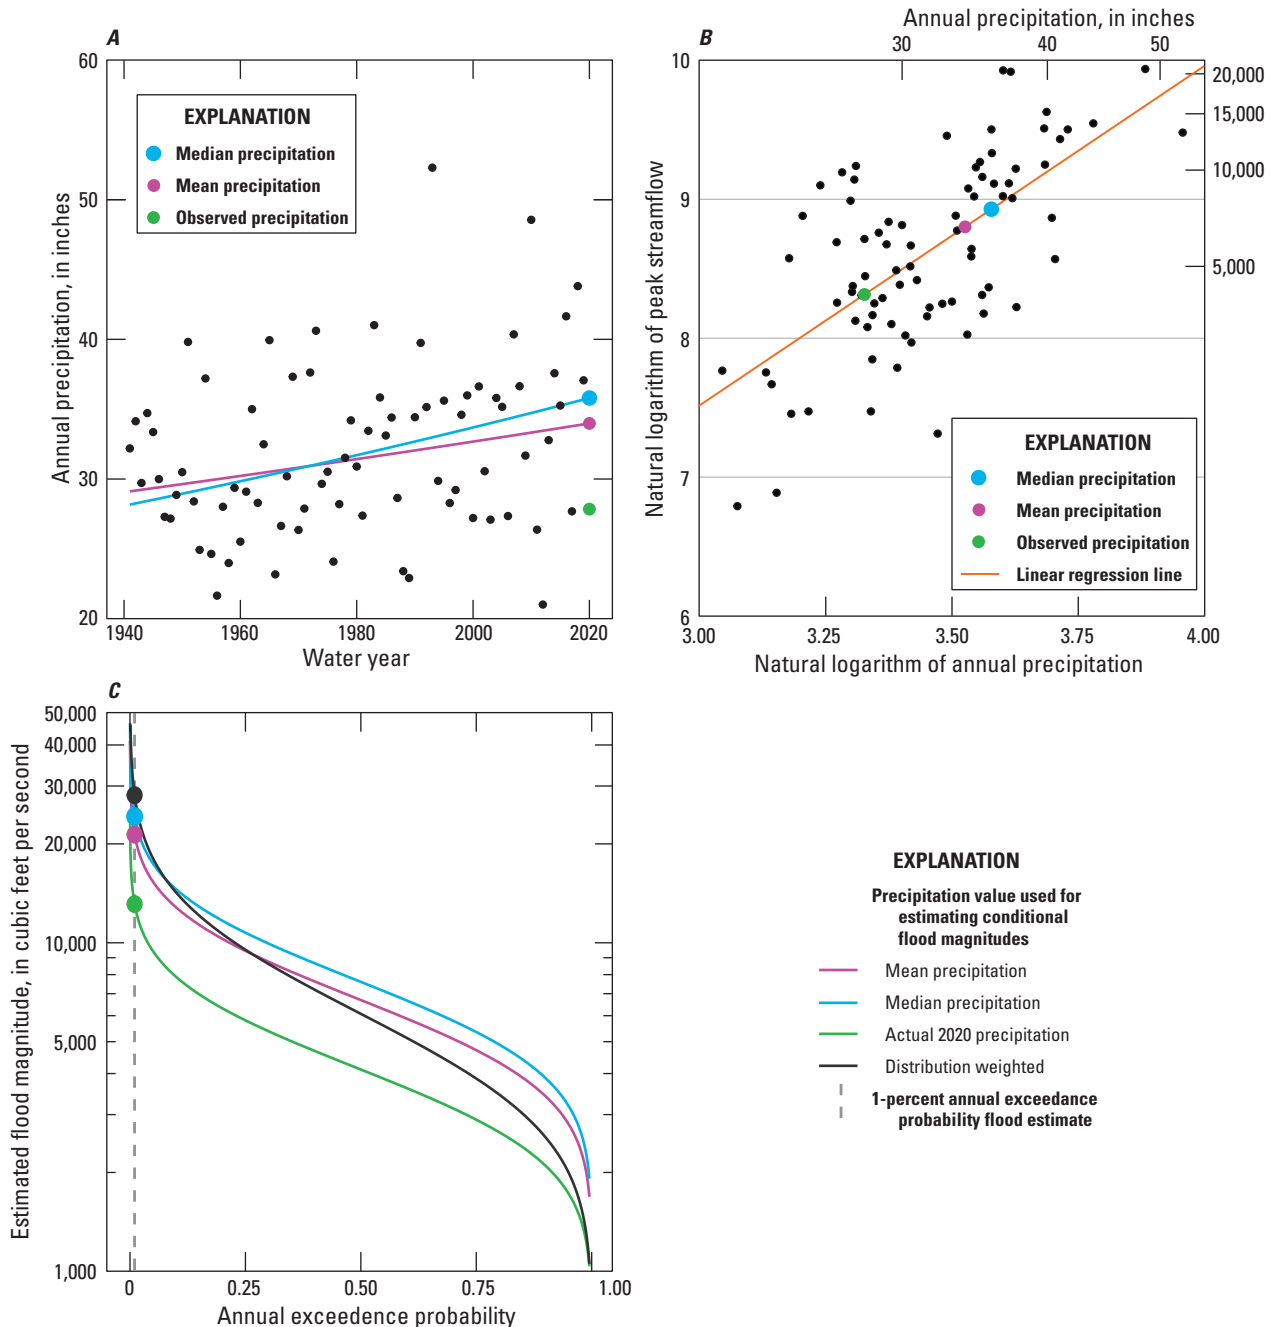 A
60
50
40
30
20
Annual precipitation, in inches
EXPLANATION
Median precipitation
Mean precipitation
Observed precipitation
1940
1960
1980
2000
2020
Water year
B
Annual precipitation, in inches
30
40
50
10
9
8
7
6
Natural logarithm of peak streamflow
20,000
15,000
10,000
5,000
EXPLANATION
Median precipitation
Mean precipitation
Observed precipitation
Linear regression line
3.00
3.25
3.50
3.75
4.00
Natural logarithm of annual precipitation
C
50,000
40,000
30,000
20,000
10,000
5,000
1,000
Estimated flood magnitude, in cubic feet per second
0
0.25
0.50
0.75
1.00
Annual exceedence probability
EXPLANATION
Precipitation value used for
estimating conditional
flood magnitudes
Mean precipitation
Median precipitation
Actual 2020 precipitation
Distribution weighted
1-percent annual exceedance
probability flood estimate